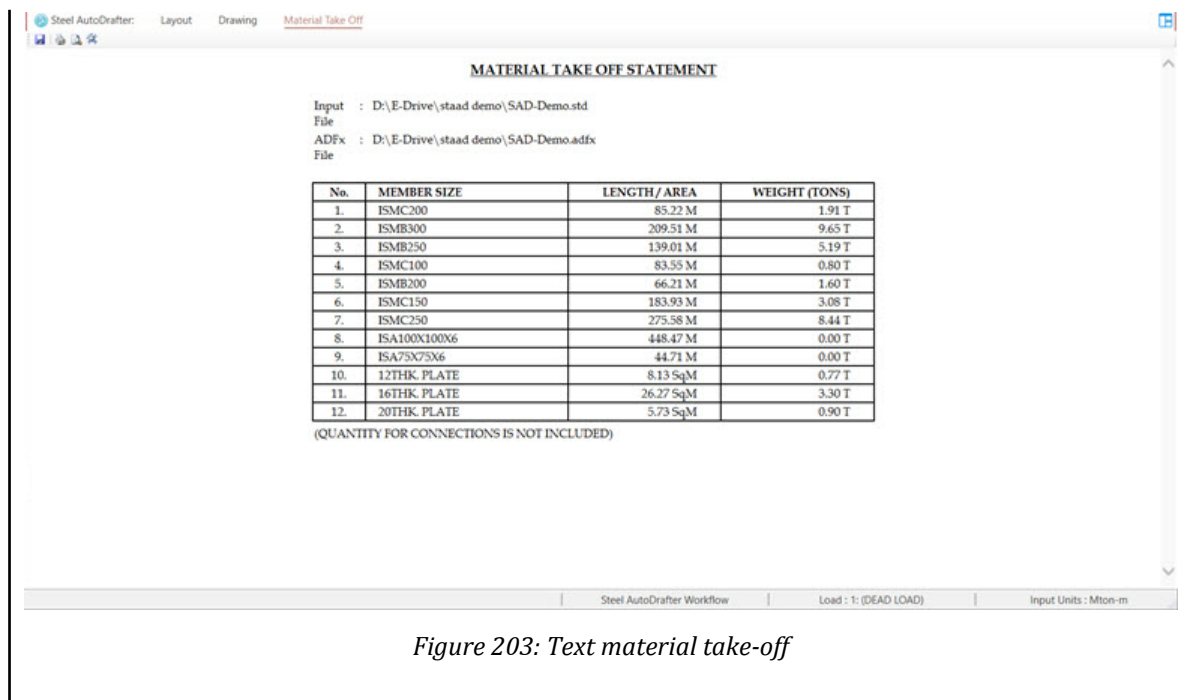 Steel AutoDrafter: Layout Drawing Material Take Off
MATERIAL TAKE OFF STATEMENT
Input : D:\E-Drive\staad demo\SAD-Demo.std
File
ADFx : D:\E-Drive\staad demo\SAD-Demo.adfx
File
No. MEMBER SIZE LENGTH / AREA WEIGHT (TONS)
1. ISMC200 85.22 M 1.91 T
2. ISMB300 209.51 M 9.65 T
3. ISMB250 139.01 M 5.19 T
4. ISMC100 83.55 M 0.80 T
5. ISMB200 66.21 M 1.60 T
6. ISMC150 183.93 M 3.08 T
7. ISMC250 275.58 M 8.44 T
8. ISA100X100X6 448.47 M 0.00 T
9. ISA75X75X6 44.71 M 0.00 T
10. 12THK. PLATE 8.13 SqM 0.77 T
11. 16THK. PLATE 26.27 SqM 3.30 T
12. 20THK. PLATE 5.73 SqM 0.90 T
(QUANTITY FOR CONNECTIONS IS NOT INCLUDED)
Steel AutoDrafter Workflow Load : 1: (DEAD LOAD) Input Units : Mton-m
Figure 203: Text material take-off